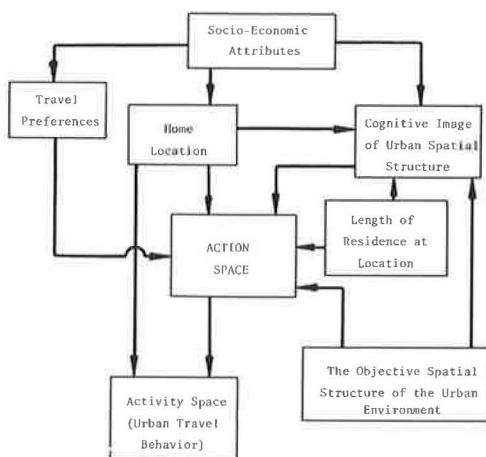 Socio-Economic
Attributes
Travel
Preferences
Home
Location
Cognitive Image
of Urban Spatial
Structure
ACTION
SPACE
Length of
Residence at
Location
Activity Space
(Urban Travel
Behavior)
The Objective Spatial
Structure of the Urban
Environment